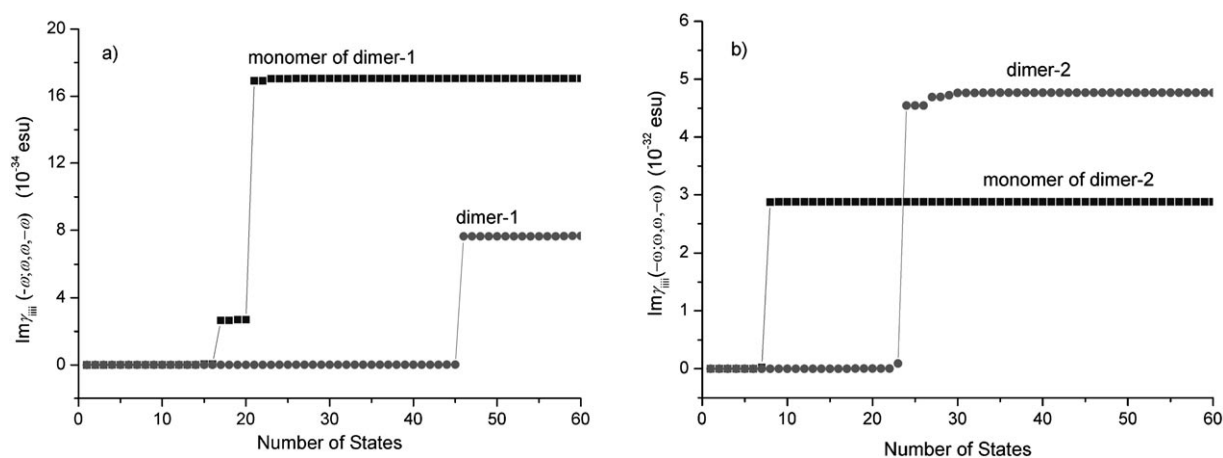 a)
monomer of dimer-1
dimer-1
Imγiiii (-ω;ω,ω,−ω) (10⁻³⁴ esu)
20
16
12
8
4
0
0 10 20 30 40 50 60
Number of States
b)
dimer-2
monomer of dimer-2
Imγiiii(−ω;ω,ω,−ω) (10⁻³² esu)
6
5
4
3
2
1
0
0 10 20 30 40 50 60
Number of States